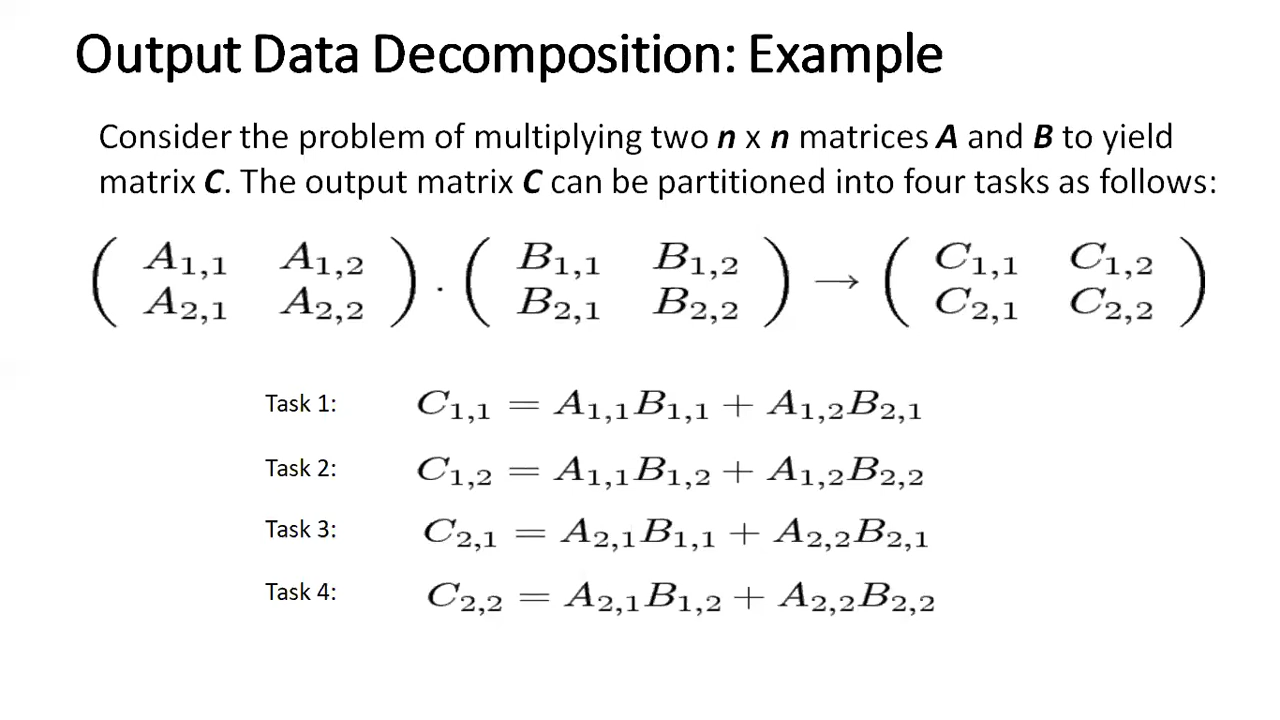 Output Data Decomposition: Example
Consider the problem of multiplying two n x n matrices A and B to yield
matrix C. The output matrix C can be partitioned into four tasks as follows:
( A1,1 A1,2 ) · ( B1,1 B1,2 ) → ( C1,1 C1,2 )
( A2,1 A2,2 ) ( B2,1 B2,2 ) ( C2,1 C2,2 )
Task 1: C1,1 = A1,1B1,1 + A1,2B2,1
Task 2: C1,2 = A1,1B1,2 + A1,2B2,2
Task 3: C2,1 = A2,1B1,1 + A2,2B2,1
Task 4: C2,2 = A2,1B1,2 + A2,2B2,2